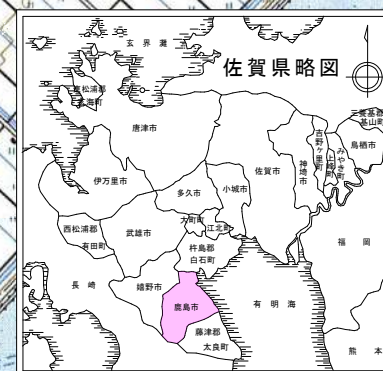 佐賀県略図
玄界灘
東松浦郡
玄海町
唐津市
伊万里市
多久市
小城市
佐賀市
神埼市
吉野ヶ里町
上峰町
みやき町
三養基郡
基山町
鳥栖市
西松浦郡
有田町
武雄市
大町町
江北町
杵島郡
白石町
福岡
長崎
嬉野市
鹿島市
有明海
藤津郡
太良町
熊本